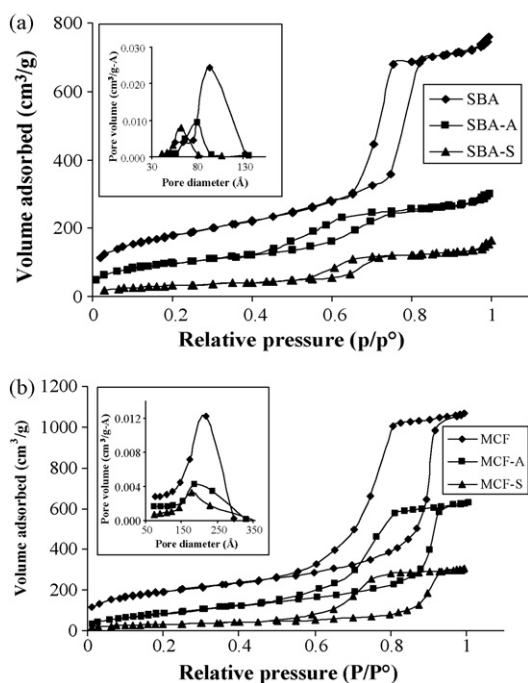 (a)
800
600
400
200
0
Volume adsorbed (cm³/g)
0.030
0.020
0.010
0.000
Pore volume (cm³/g-A)
30
80
130
Pore diameter (Å)
SBA
SBA-A
SBA-S
0
0.2
0.4
0.6
0.8
1
Relative pressure (p/p°)
(b)
1200
1000
800
600
400
200
0
Volume adsorbed (cm³/g)
0.012
0.008
0.004
0.000
Pore volume (cm³/g-A)
50
150
250
350
Pore diameter (Å)
MCF
MCF-A
MCF-S
0
0.2
0.4
0.6
0.8
1
Relative pressure (P/P°)